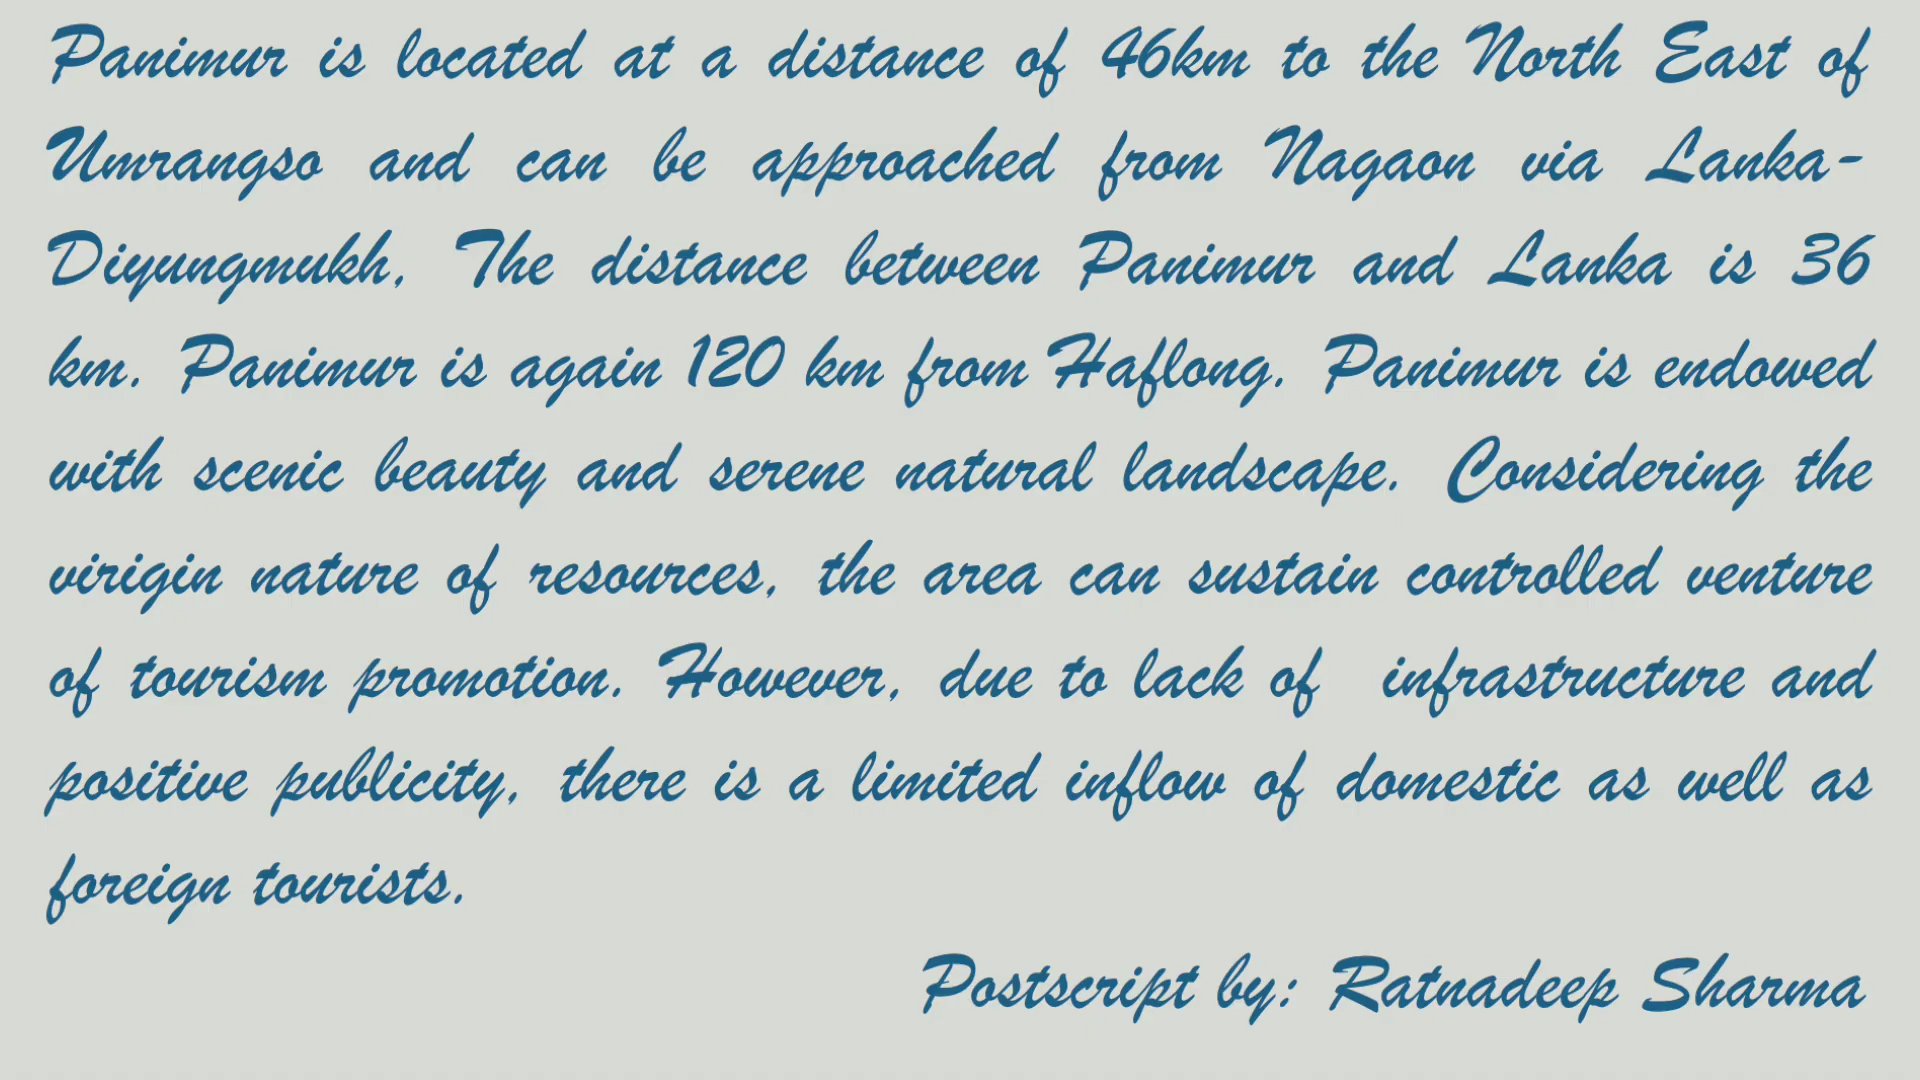 Panimur is located at a distance of 46km to the North East of
Umrangso and can be approached from Nagaon via Lanka-
Diyungmukh, The distance between Panimur and Lanka is 36
km. Panimur is again 120 km from Haflong. Panimur is endowed
with scenic beauty and serene natural landscape. Considering the
virigin nature of resources, the area can sustain controlled venture
of tourism promotion. However, due to lack of infrastructure and
positive publicity, there is a limited inflow of domestic as well as
foreign tourists.
Postscript by: Ratnadeep Sharma